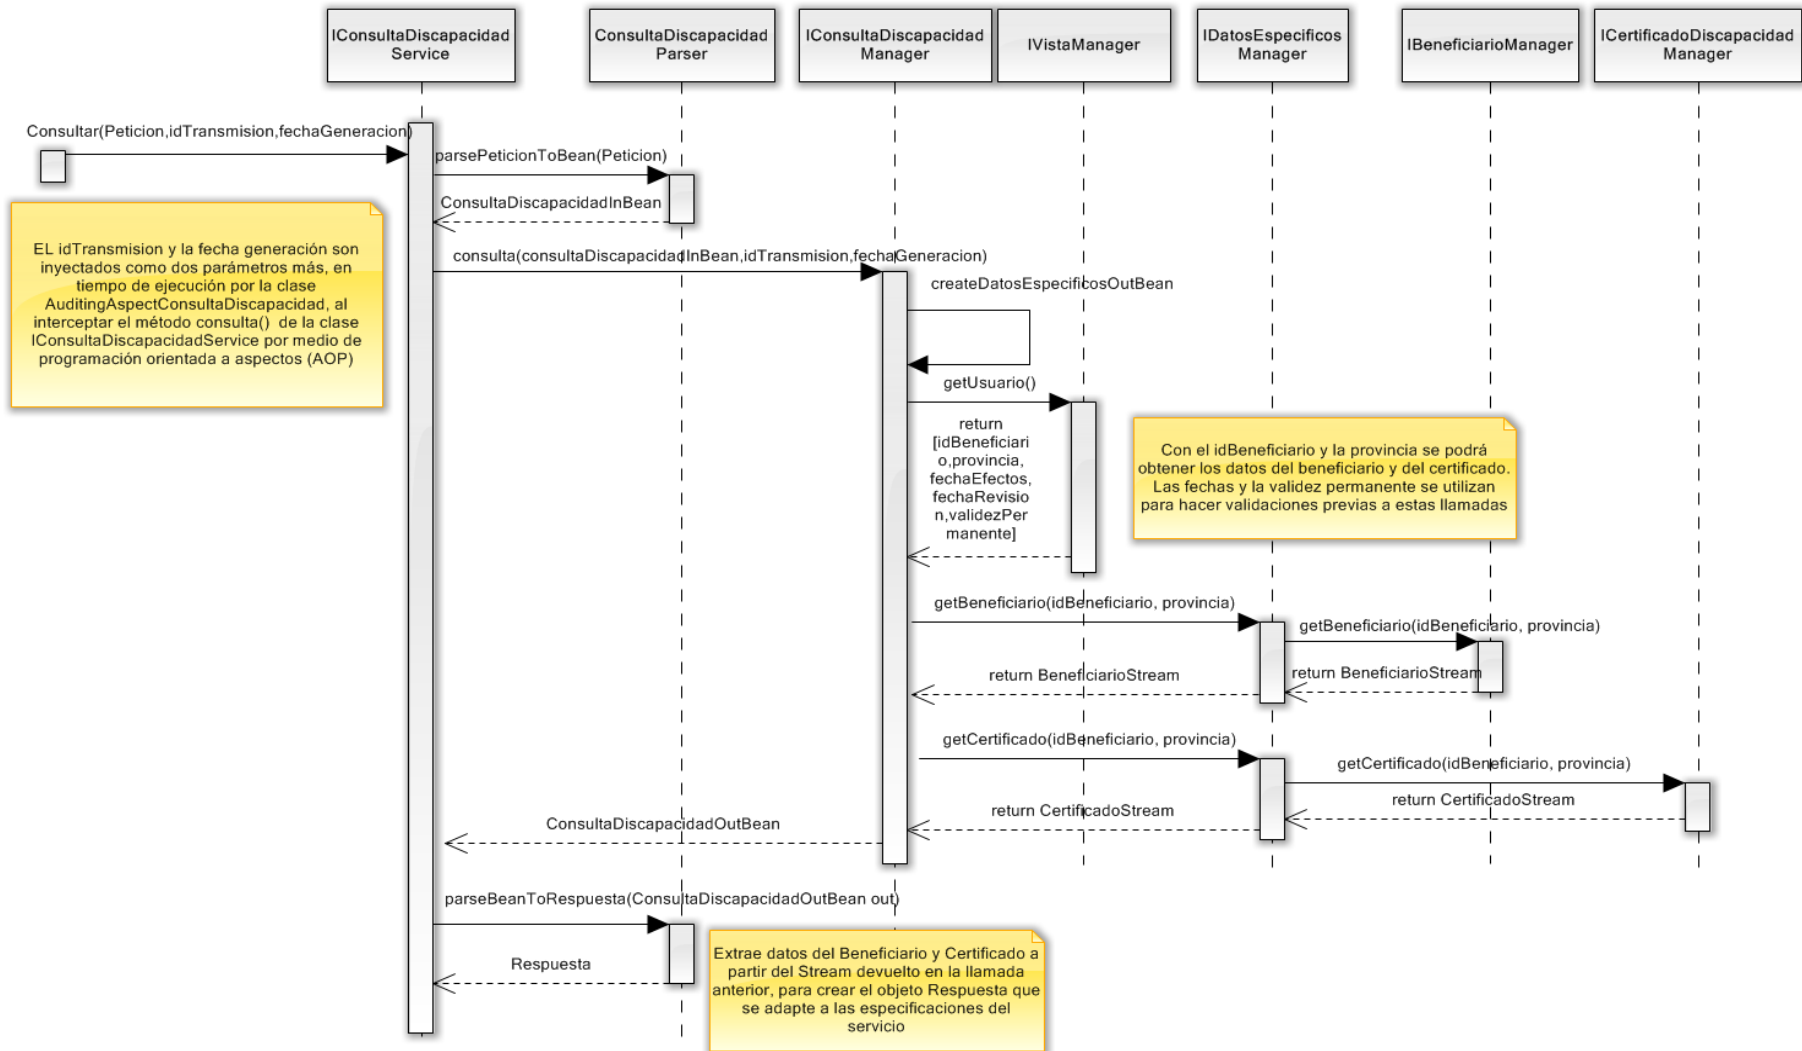 IConsultaDiscapacidad
Service
ConsultaDiscapacidad
Parser
IConsultaDiscapacidad
Manager
IVistaManager
IDatosEspecificos
Manager
IBeneficiarioManager
ICertificadoDiscapacidad
Manager
Consultar(Peticion,idTransmision,fechaGeneracion)
parsePeticionToBean(Peticion)
ConsultaDiscapacidadInBean
EL idTransmision y la fecha generación son
inyectados como dos parámetros más, en
tiempo de ejecución por la clase
AuditingAspectConsultaDiscapacidad, al
interceptar el método consulta() de la clase
IConsultaDiscapacidadService por medio de
programación orientada a aspectos (AOP)
consulta(consultaDiscapacidadInBean,idTransmision,fechaGeneracion)
createDatosEspecificosOutBean
getUsuario()
return
[idBeneficiari
o,provincia,
fechaEfectos,
fechaRevisio
n,validezPer
manente]
Con el idBeneficiario y la provincia se podrá
obtener los datos del beneficiario y del certificado.
Las fechas y la validez permanente se utilizan
para hacer validaciones previas a estas llamadas
getBeneficiario(idBeneficiario, provincia)
getBeneficiario(idBeneficiario, provincia)
return BeneficiarioStream
return BeneficiarioStream
getCertificado(idBeneficiario, provincia)
getCertificado(idBeneficiario, provincia)
return CertificadoStream
return CertificadoStream
ConsultaDiscapacidadOutBean
parseBeanToRespuesta(ConsultaDiscapacidadOutBean out)
Respuesta
Extrae datos del Beneficiario y Certificado a
partir del Stream devuelto en la llamada
anterior, para crear el objeto Respuesta que
se adapte a las especificaciones del
servicio